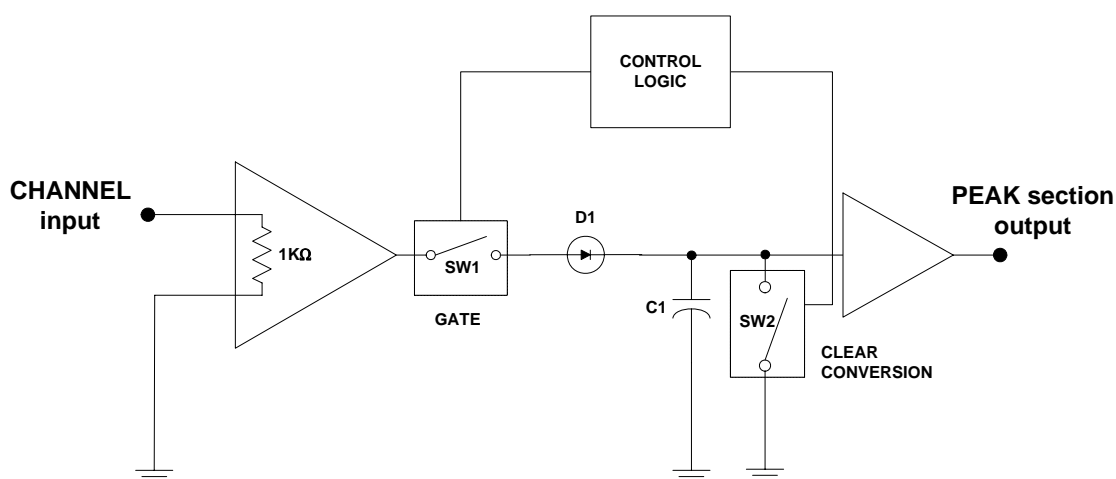 CONTROL
LOGIC
CHANNEL
input
1KΩ
SW1
GATE
D1
C1
SW2
CLEAR
CONVERSION
PEAK section
output